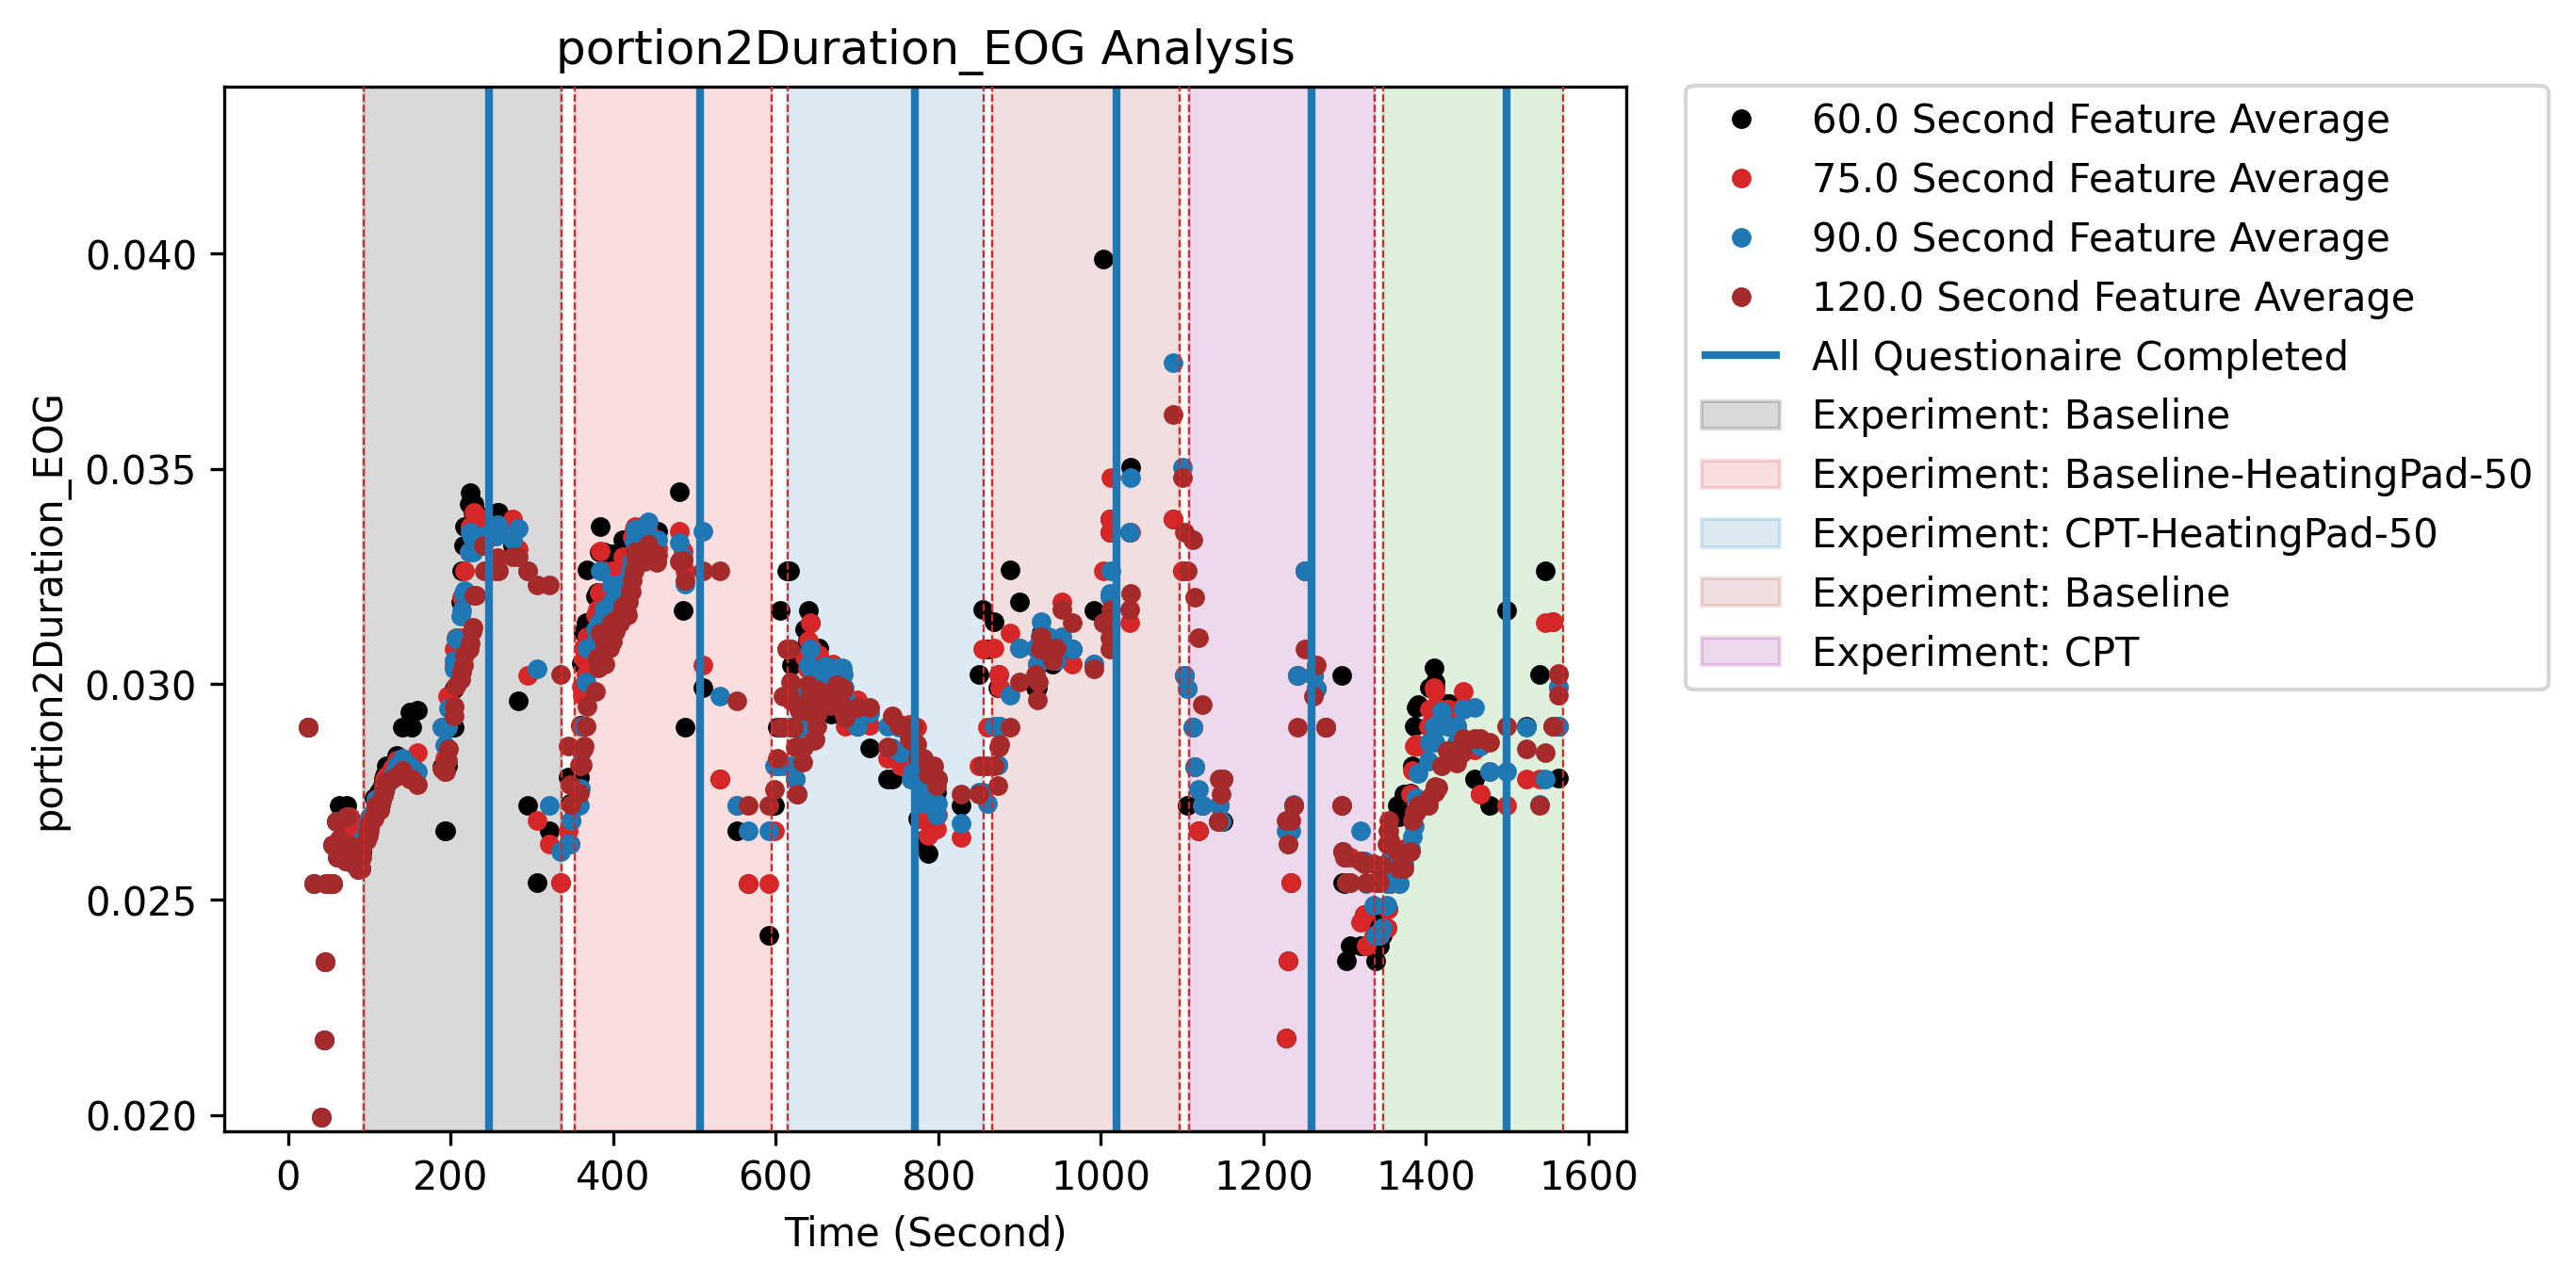 portion2Duration_EOG Analysis
portion2Duration_EOG
0.040
0.035
0.030
0.025
0.020
0 200 400 600 800 1000 1200 1400 1600
Time (Second)
60.0 Second Feature Average
75.0 Second Feature Average
90.0 Second Feature Average
120.0 Second Feature Average
All Questionaire Completed
Experiment: Baseline
Experiment: Baseline-HeatingPad-50
Experiment: CPT-HeatingPad-50
Experiment: Baseline
Experiment: CPT